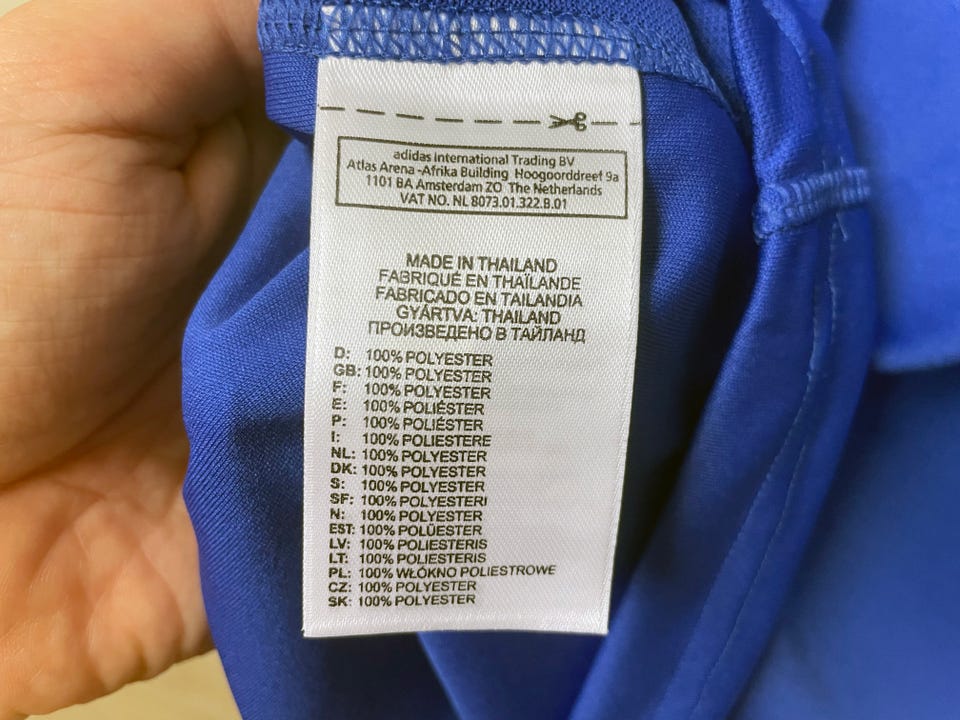 adidas International Trading BV
Atlas Arena -Afrika Building Hoogoorddreef 9a
1101 BA Amsterdam ZO The Netherlands
VAT NO. NL 8073.01.322.B.01
MADE IN THAILAND
FABRIQUÉ EN THAÏLANDE
FABRICADO EN TAILANDIA
GYÁRTVA: THAILAND
ПРОИЗВЕДЕНО В ТАЙЛАНД
D: 100% POLYESTER
GB: 100% POLYESTER
F: 100% POLYESTER
E: 100% POLIÉSTER
P: 100% POLIÉSTER
I: 100% POLIESTERE
NL: 100% POLYESTER
DK: 100% POLYESTER
S: 100% POLYESTER
SF: 100% POLYESTERI
N: 100% POLYESTER
EST: 100% POLÜESTER
LV: 100% POLIESTERIS
LT: 100% POLIESTERIS
PL: 100% WŁÓKNO POLIESTROWE
CZ: 100% POLYESTER
SK: 100% POLYESTER